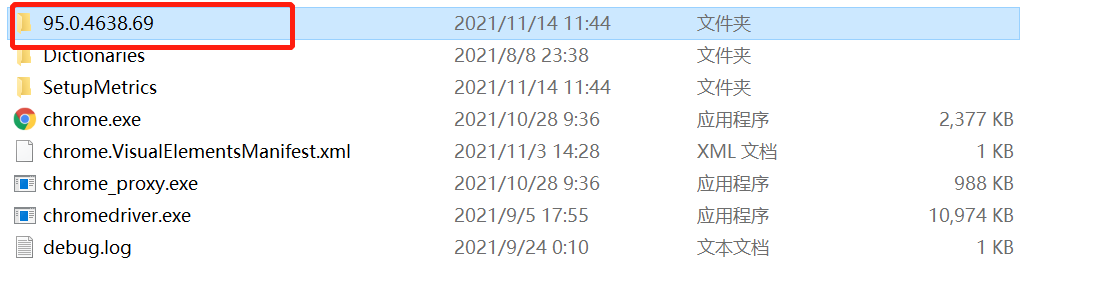 95.0.4638.69 2021/11/14 11:44 文件夹
Dictionaries 2021/8/8 23:38 文件夹
SetupMetrics 2021/11/14 11:44 文件夹
chrome.exe 2021/10/28 9:36 应用程序 2,377 KB
chrome.VisualElementsManifest.xml 2021/11/3 14:28 XML 文档 1 KB
chrome_proxy.exe 2021/10/28 9:36 应用程序 988 KB
chromedriver.exe 2021/9/5 17:55 应用程序 10,974 KB
debug.log 2021/9/24 0:10 文本文档 1 KB